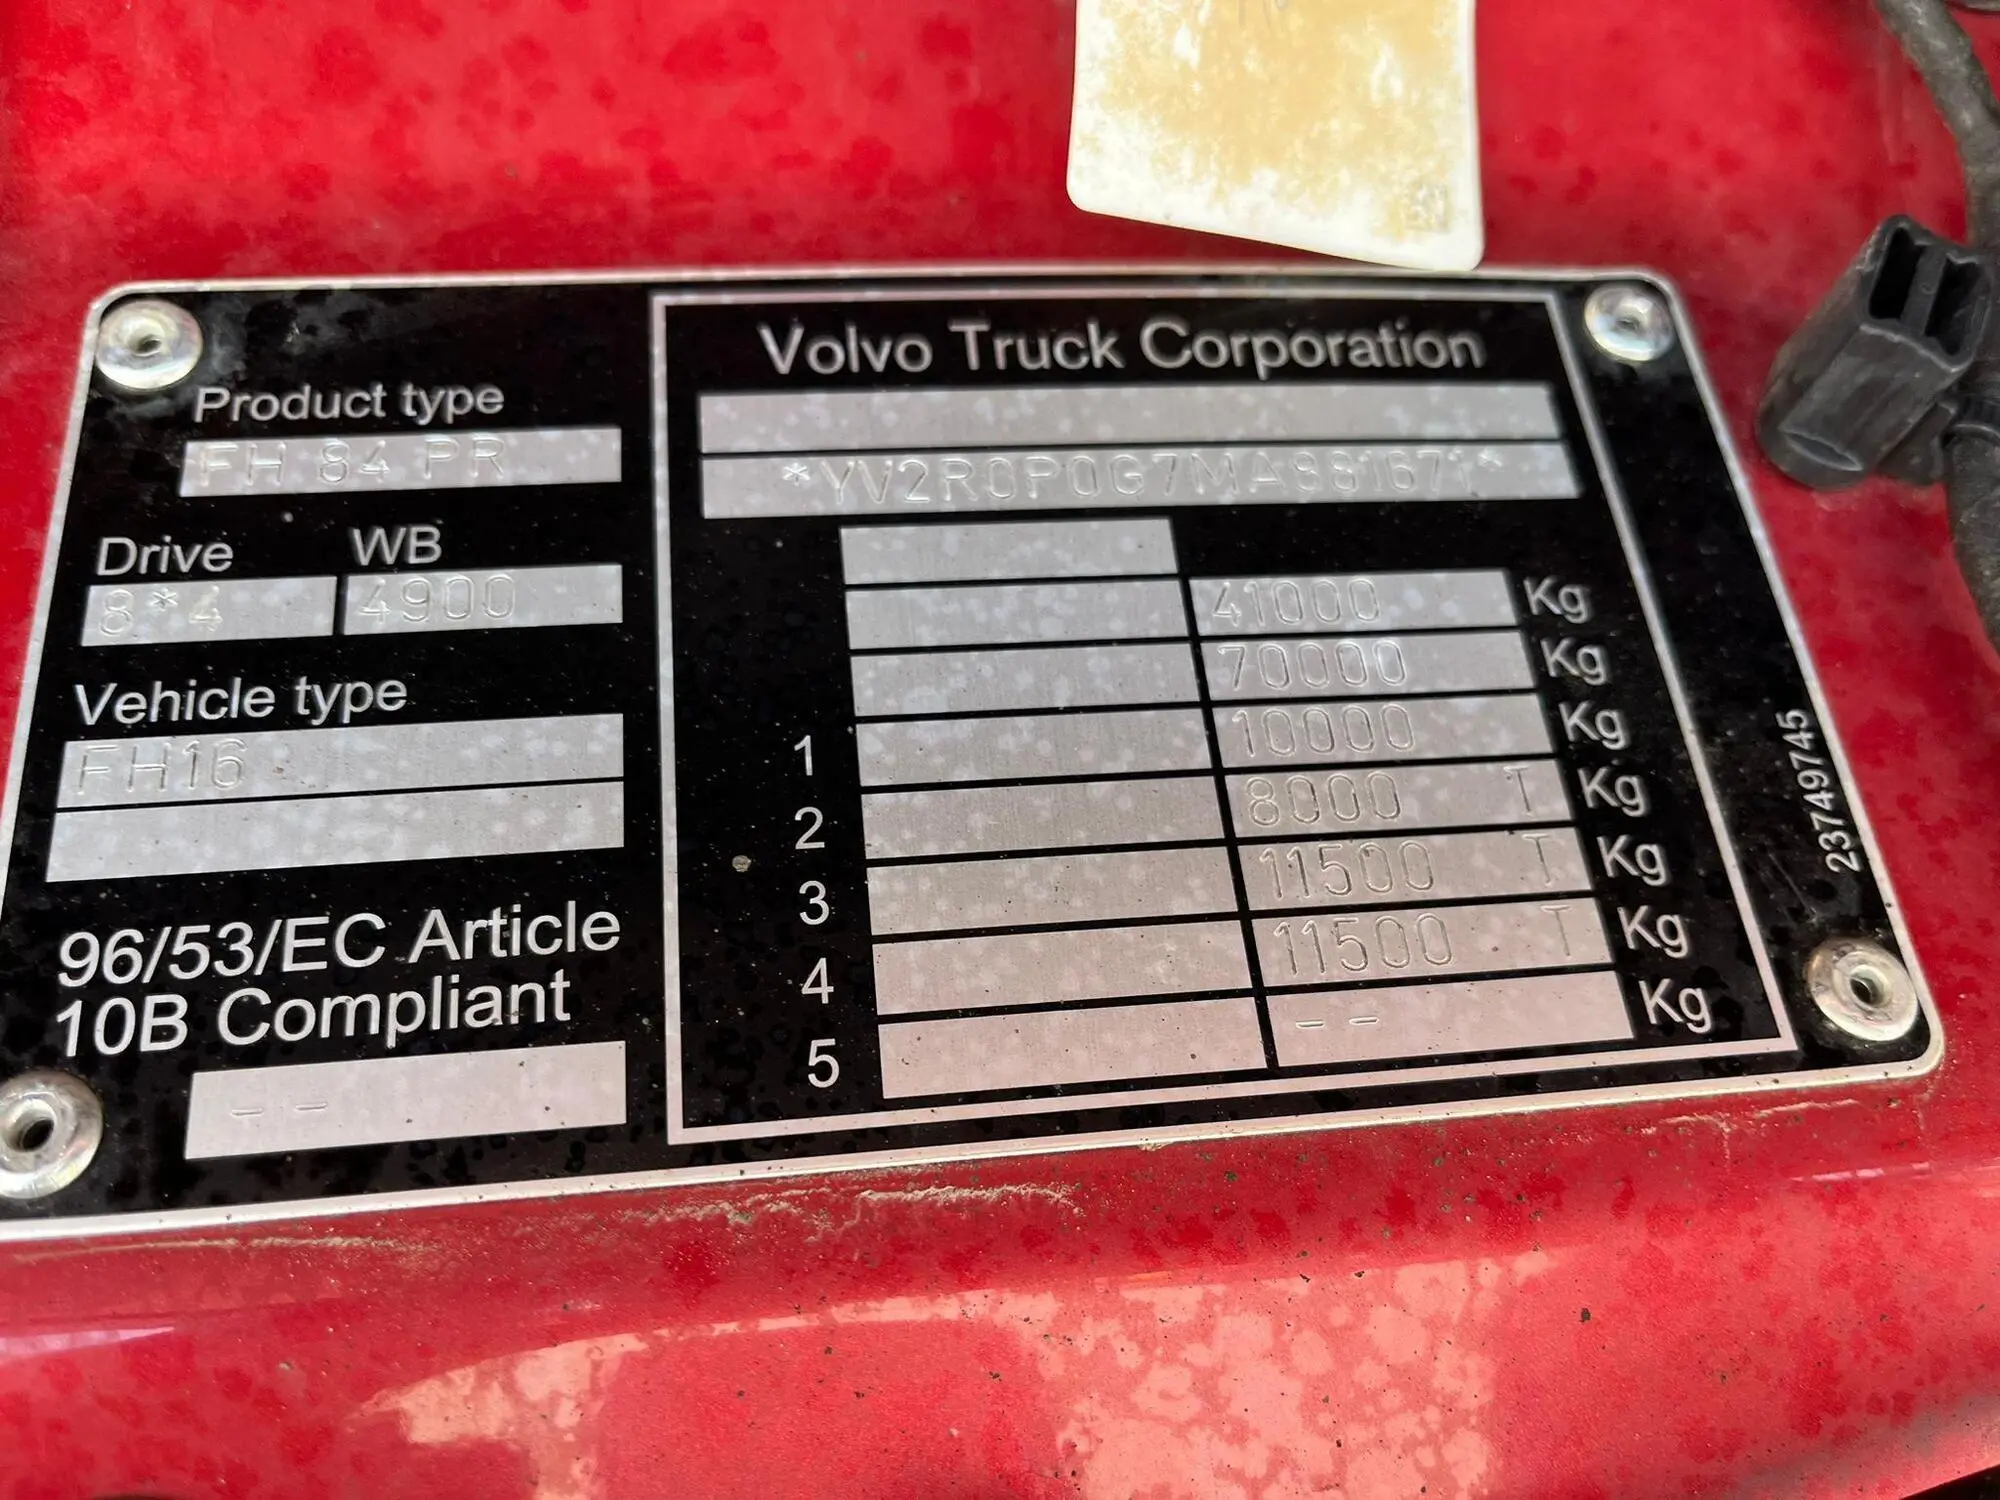 Product type
FH 84 PR
Drive WB
8*4 4900
Vehicle type
FH16
96/53/EC Article
10B Compliant
--
Volvo Truck Corporation
*YV2R0P0G7MA881671*
41000 Kg
70000 Kg
1 10000 Kg
2 8000 T Kg
3 11500 T Kg
4 11500 T Kg
5 -- Kg
23749745